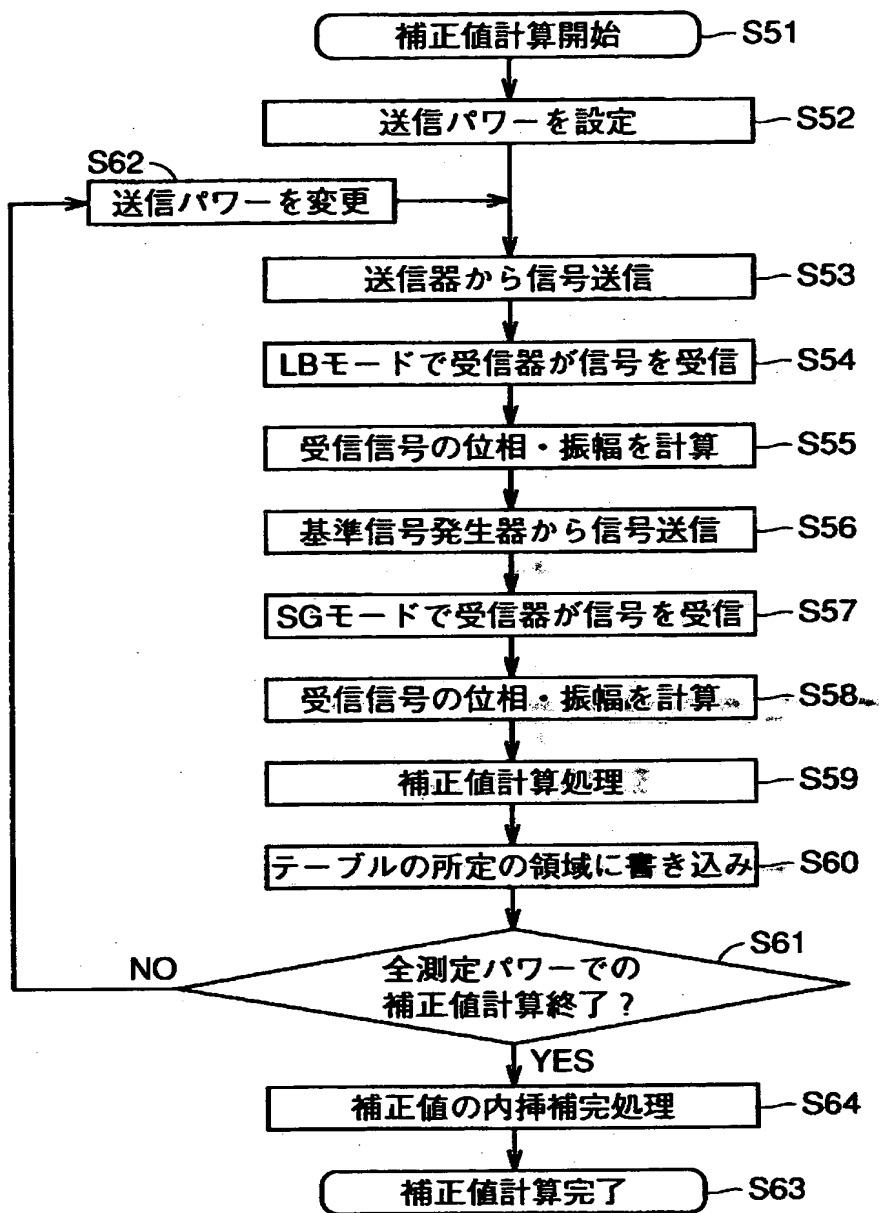 補正値計算開始 S51
送信パワーを設定 S52
S62
送信パワーを変更
送信器から信号送信 S53
LBモードで受信器が信号を受信 S54
受信信号の位相・振幅を計算 S55
基準信号発生器から信号送信 S56
SGモードで受信器が信号を受信 S57
受信信号の位相・振幅を計算 S58
補正値計算処理 S59
テーブルの所定の領域に書き込み S60
S61
NO
全測定パワーでの
補正値計算終了?
YES
補正値の内挿補完処理 S64
補正値計算完了 S63